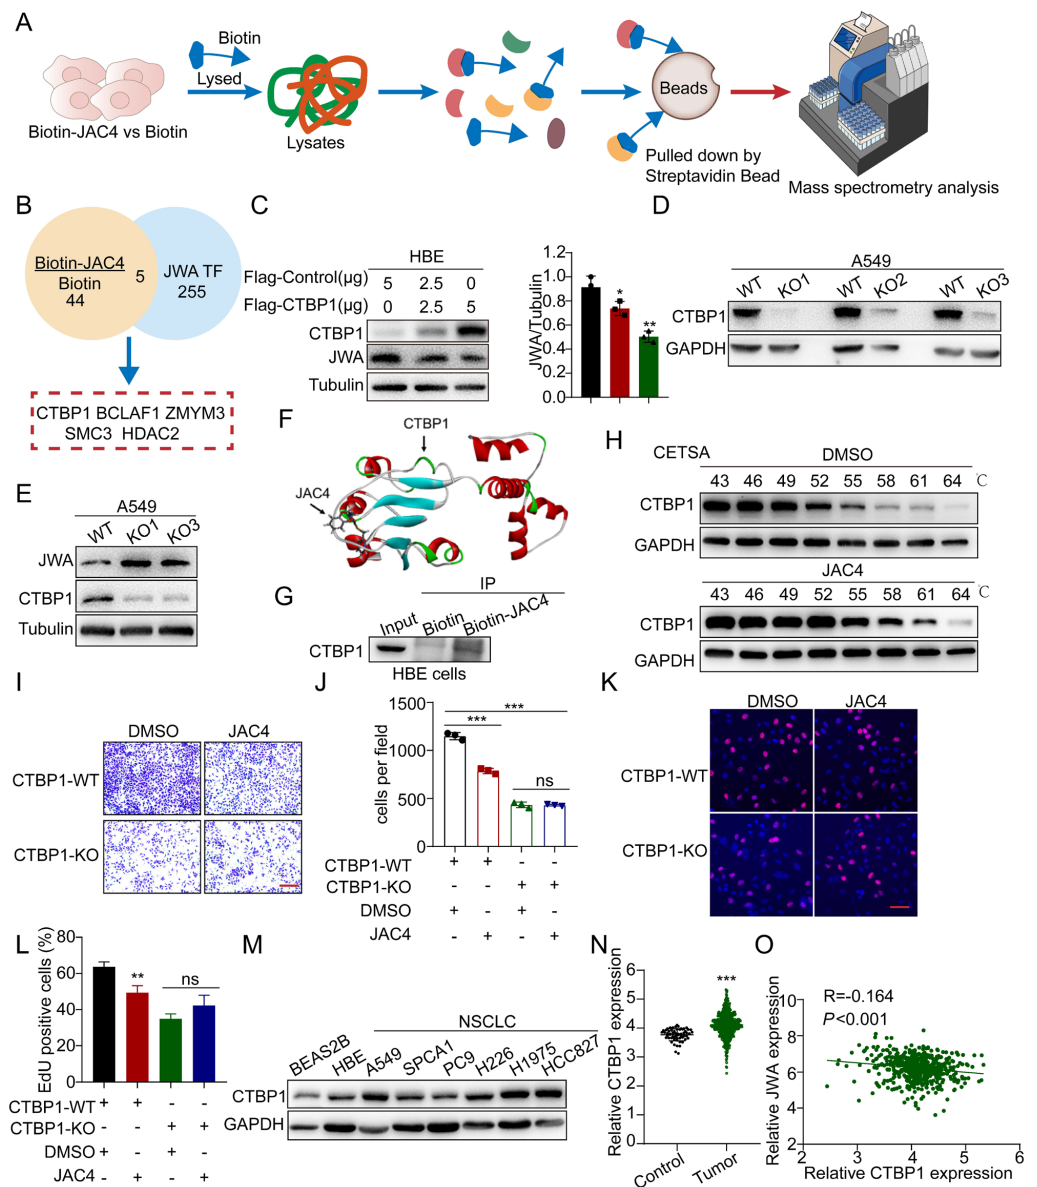 A
Biotin
Lysed
Biotin-JAC4 vs Biotin
Lysates
Beads
Pulled down by
Streptavidin Bead
Mass spectrometry analysis
B
Biotin-JAC4
Biotin
44
5
JWA TF
255
CTBP1 BCLAF1 ZMYM3
SMC3 HDAC2
C
HBE
Flag-Control(μg) 5 2.5 0
Flag-CTBP1(μg) 0 2.5 5
CTBP1
JWA
Tubulin
JWA/Tubulin
1.2
1.0
0.8
0.6
0.4
0.2
0.0
*
**
D
A549
WT KO1 WT KO2 WT KO3
CTBP1
GAPDH
E
A549
WT KO1 KO3
JWA
CTBP1
Tubulin
F
CTBP1
JAC4
G
IP
Input Biotin Biotin-JAC4
CTBP1
HBE cells
H
CETSA DMSO
43 46 49 52 55 58 61 64 ℃
CTBP1
GAPDH
JAC4
43 46 49 52 55 58 61 64 ℃
CTBP1
GAPDH
I
DMSO JAC4
CTBP1-WT
CTBP1-KO
J
cells per field
1500
1000
500
0
***
***
ns
CTBP1-WT + + - -
CTBP1-KO - - + +
DMSO + - + -
JAC4 - + - +
K
DMSO JAC4
CTBP1-WT
CTBP1-KO
L
EdU positive cells (%)
80
60
40
20
0
**
ns
CTBP1-WT + + - -
CTBP1-KO - - + +
DMSO + - + -
JAC4 - + - +
M
NSCLC
BEAS2B HBE A549 SPCA1 PC9 H226 H1975 HCC827
CTBP1
GAPDH
N
Relative CTBP1 expression
6
5
4
3
2
1
0
***
Control Tumor
O
Relative JWA expression
10
8
6
4
2
R=-0.164
P<0.001
2 3 4 5 6
Relative CTBP1 expression